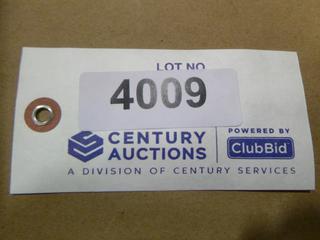 LOT NO
4009
CENTURY
AUCTIONS
POWERED BY
ClubBid
A DIVISION OF CENTURY SERVICES